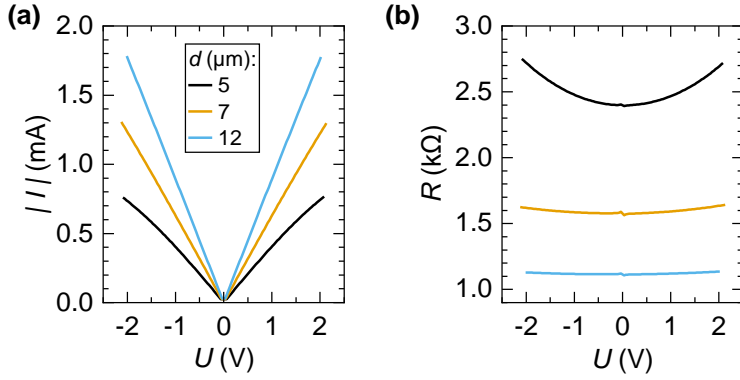 (a)
2.0
1.5
1.0
0.5
0.0
| I | (mA)
d (µm):
5
7
12
-2 -1 0 1 2
U (V)
(b)
3.0
2.5
2.0
1.5
1.0
R (kΩ)
-2 -1 0 1 2
U (V)